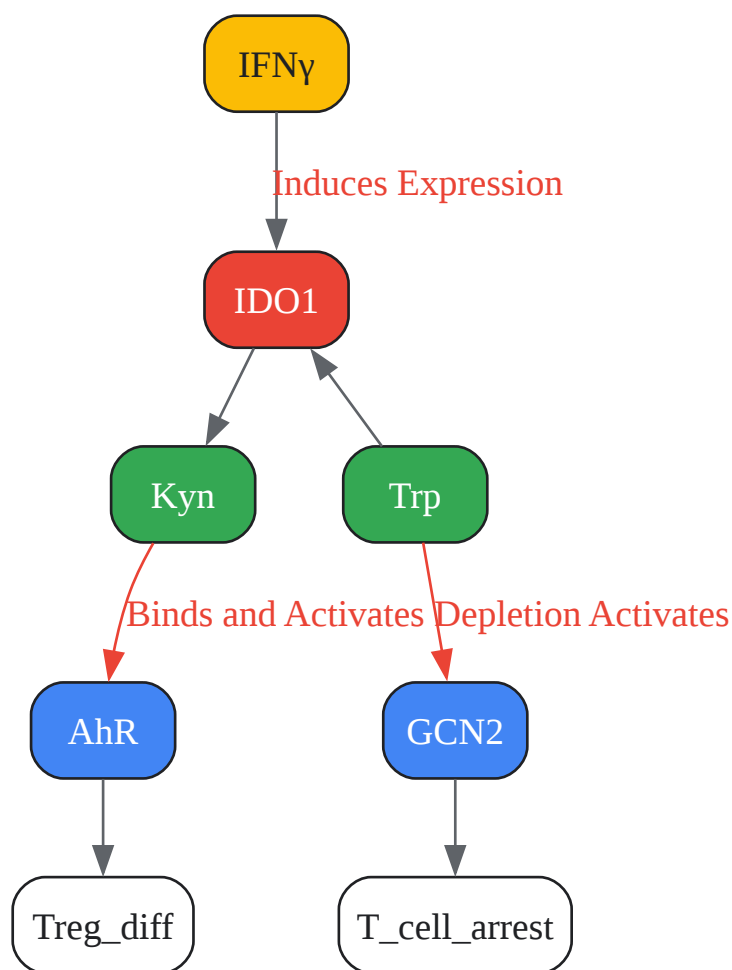 IFNγ
Induces Expression
IDO1
Kyn
Trp
Binds and Activates
Depletion Activates
AhR
GCN2
Treg_diff
T_cell_arrest